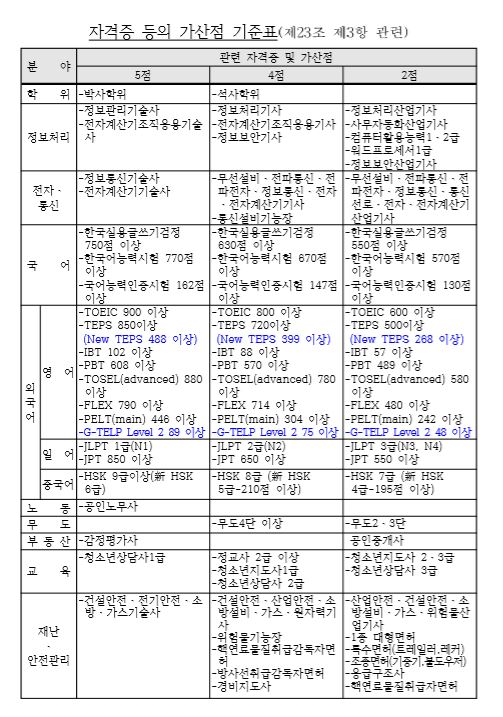 자격증 등의 가산점 기준표(제23조 제3항 관련)
분 야
관련 자격증 및 가산점
5점 4점 2점
학 위
-박사학위
-석사학위
정보처리
-정보관리기술사
-전자계산기조직응용기술
사
-정보처리기사
-전자계산기조직응용기사
-정보보안기사
-정보처리산업기사
-사무자동화산업기사
-컴퓨터활용능력1ㆍ2급
-워드프로세서1급
-정보보안산업기사
전자ㆍ
통신
-정보통신기술사
-전자계산기기술사
-무선설비ㆍ전파통신ㆍ전
파전자ㆍ정보통신ㆍ전자
ㆍ전자계산기기사
-통신설비기능장
-무선설비ㆍ전파통신ㆍ전
파전자ㆍ정보통신ㆍ통신
선로ㆍ전자ㆍ전자계산기
산업기사
국 어
-한국실용글쓰기검정
750점 이상
-한국어능력시험 770점
이상
-국어능력인증시험 162점
이상
-한국실용글쓰기검정
630점 이상
-한국어능력시험 670점
이상
-국어능력인증시험 147점
이상
-한국실용글쓰기검정
550점 이상
-한국어능력시험 570점
이상
-국어능력인증시험 130점
이상
외
국
어
영 어
-TOEIC 900 이상
-TEPS 850이상
(New TEPS 488 이상)
-IBT 102 이상
-PBT 608 이상
-TOSEL(advanced) 880
이상
-FLEX 790 이상
-PELT(main) 446 이상
-G-TELP Level 2 89 이상
-TOEIC 800 이상
-TEPS 720이상
(New TEPS 399 이상)
-IBT 88 이상
-PBT 570 이상
-TOSEL(advanced) 780
이상
-FLEX 714 이상
-PELT(main) 304 이상
-G-TELP Level 2 75 이상
-TOEIC 600 이상
-TEPS 500이상
(New TEPS 268 이상)
-IBT 57 이상
-PBT 489 이상
-TOSEL(advanced) 580
이상
-FLEX 480 이상
-PELT(main) 242 이상
-G-TELP Level 2 48 이상
일 어
-JLPT 1급(N1)
-JPT 850 이상
-JLPT 2급(N2)
-JPT 650 이상
-JLPT 3급(N3, N4)
-JPT 550 이상
중국어
-HSK 9급이상(新 HSK
6급)
-HSK 8급 (新 HSK
5급-210점 이상)
-HSK 7급 (新 HSK
4급-195점 이상)
노 동
-공인노무사
무 도
-무도4단 이상
-무도2ㆍ3단
부 동 산
-감정평가사
공인중개사
교 육
-청소년상담사1급
-정교사 2급 이상
-청소년지도사1급
-청소년상담사 2급
-청소년지도사 2ㆍ3급
-청소년상담사 3급
재난
ㆍ
안전관리
-건설안전ㆍ전기안전ㆍ소
방ㆍ가스기술사
-건설안전ㆍ산업안전ㆍ소
방설비ㆍ가스ㆍ원자력기
사
-위험물기능장
-핵연료물질취급감독자면
허
-방사선취급감독자면허
-경비지도사
-산업안전ㆍ건설안전ㆍ소
방설비ㆍ가스ㆍ위험물산
업기사
-1종 대형면허
-특수면허(트레일러,레커)
-조종면허(기중기,불도우저)
-응급구조사
-핵연료물질취급자면허